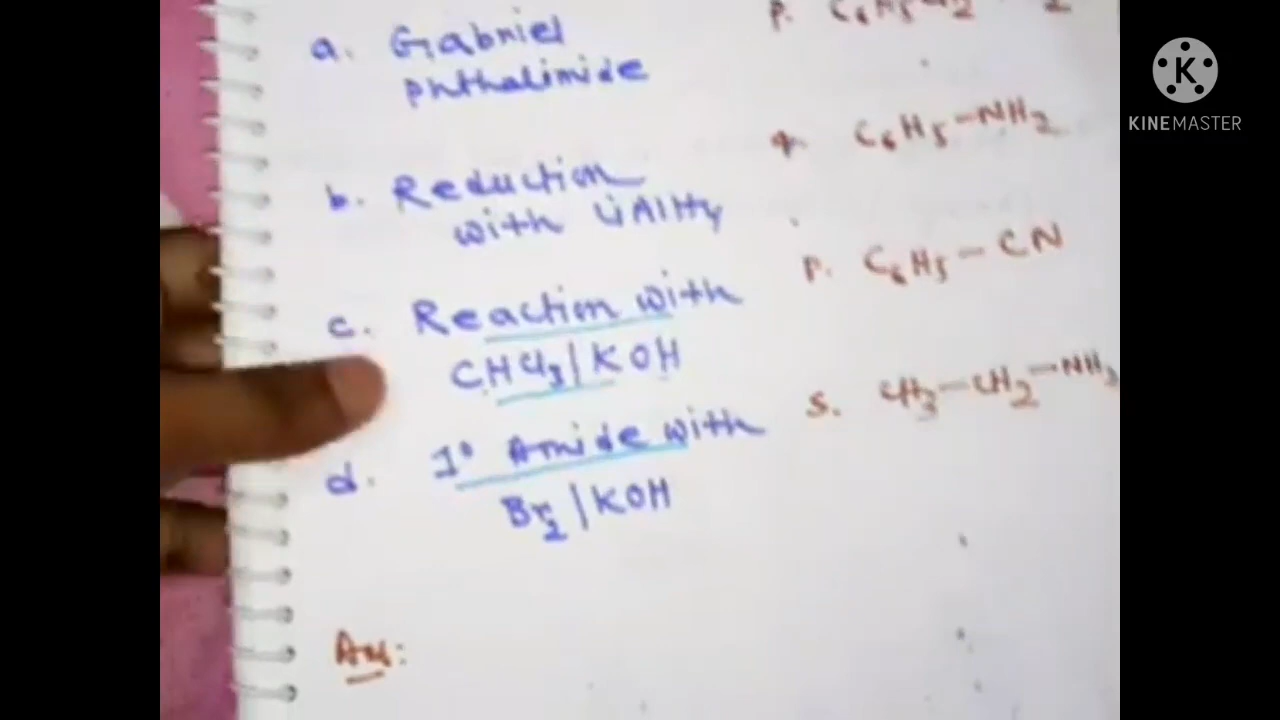 a. Gabriel
phthalimide
b. Reduction
with LiAlH4
c. Reaction with
CHCl3 | KOH
d. 1° Amide with
Br2 | KOH
Ans:
p.
q. C6H5-NH2
r. C6H5-CN
s. CH3-CH2-NH2
K
KINEMASTER